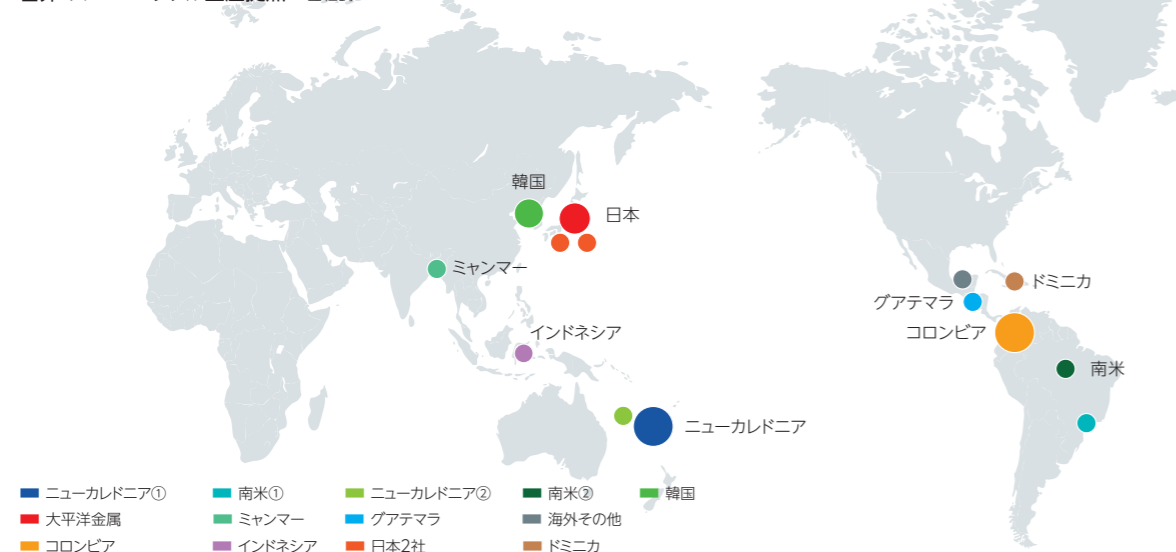 韓国
日本
ミャンマー
ドミニカ
グアテマラ
コロンビア
インドネシア
南米
ニューカレドニア
ニューカレドニア① 南米① ニューカレドニア② 南米② 韓国
大平洋金属 ミャンマー グアテマラ 海外その他
コロンビア インドネシア 日本2社 ドミニカ